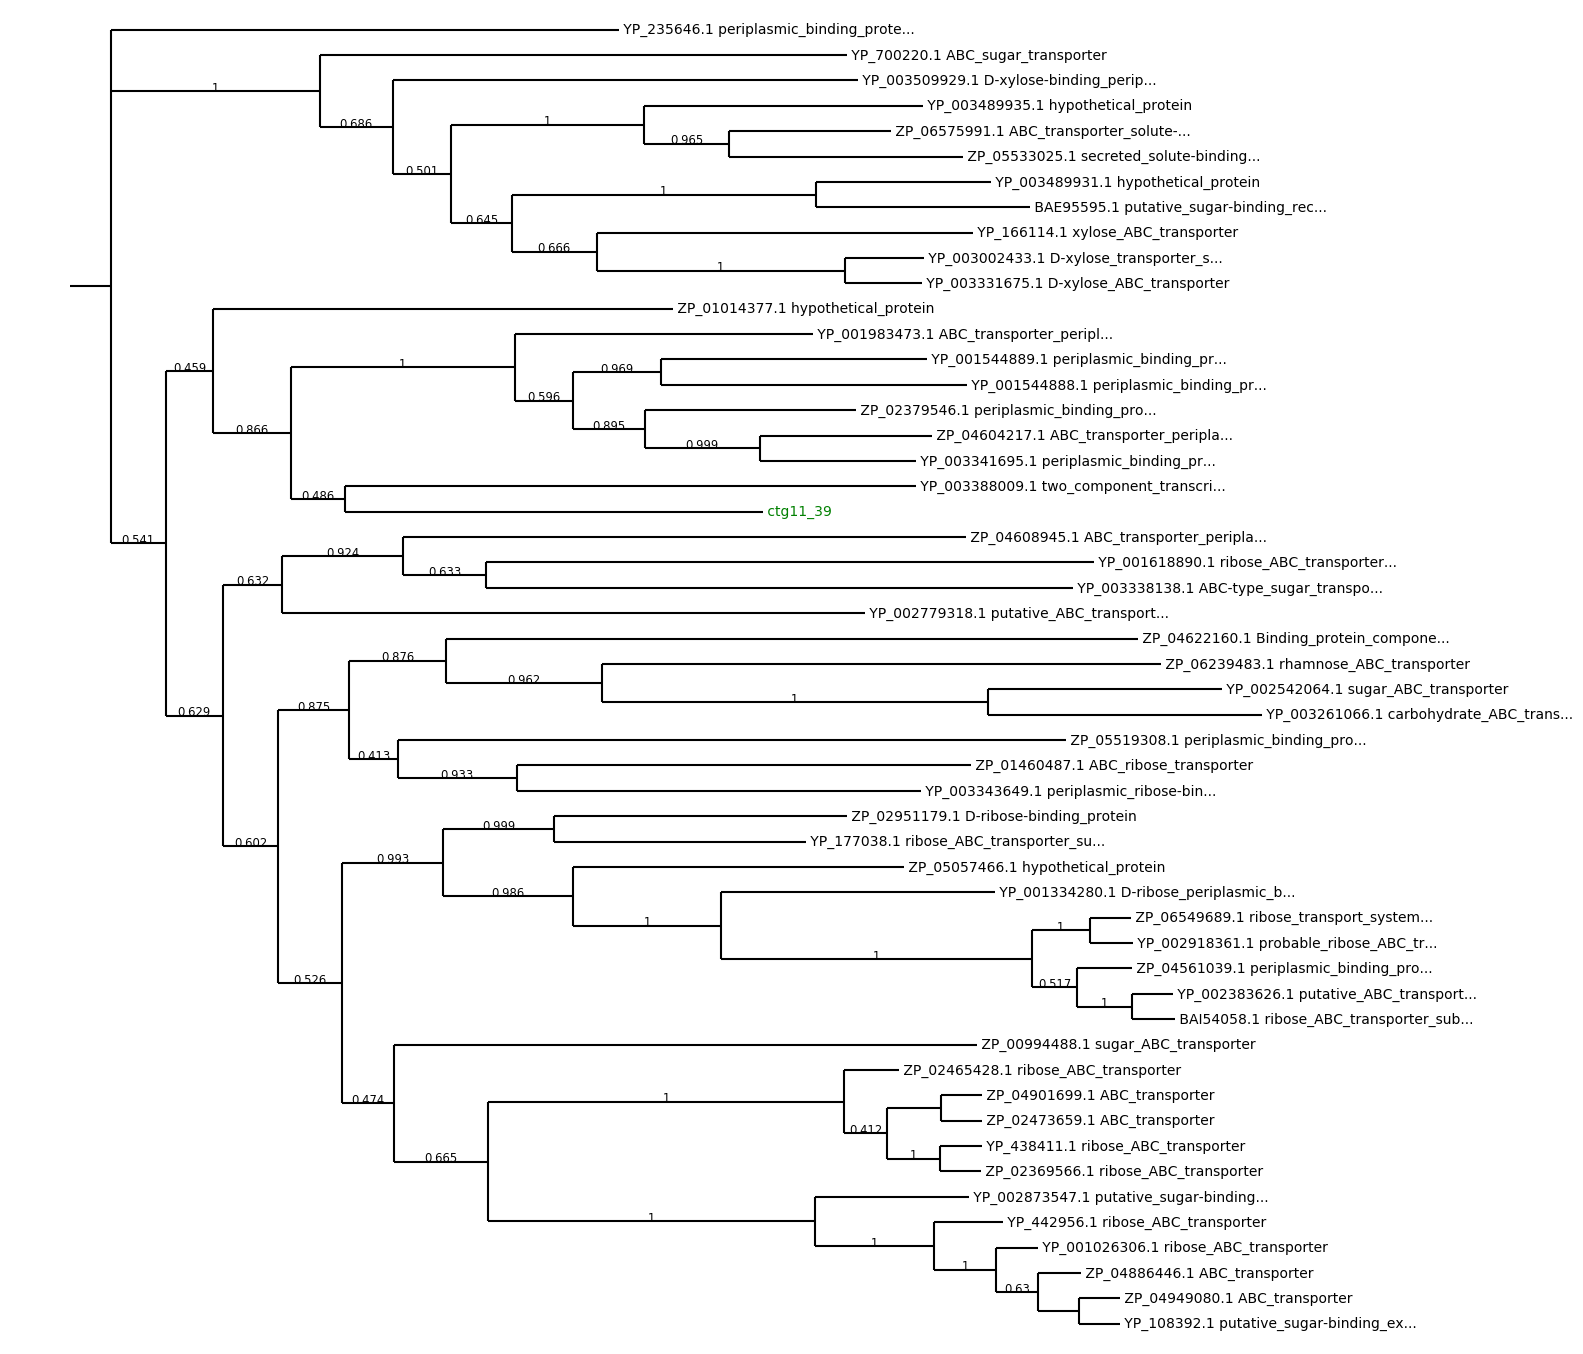 YP_235646.1 periplasmic_binding_prote...
YP_700220.1 ABC_sugar_transporter
YP_003509929.1 D-xylose-binding_perip...
1
YP_003489935.1 hypothetical_protein
1
0.686
ZP_06575991.1 ABC_transporter_solute-...
0.965
ZP_05533025.1 secreted_solute-binding...
0.501
YP_003489931.1 hypothetical_protein
1
BAE95595.1 putative_sugar-binding_rec...
0.645
YP_166114.1 xylose_ABC_transporter
0.666
YP_003002433.1 D-xylose_transporter_s...
1
YP_003331675.1 D-xylose_ABC_transporter
ZP_01014377.1 hypothetical_protein
YP_001983473.1 ABC_transporter_peripl...
YP_001544889.1 periplasmic_binding_pr...
1
0.459
0.969
YP_001544888.1 periplasmic_binding_pr...
0.596
ZP_02379546.1 periplasmic_binding_pro...
0.895
0.866
ZP_04604217.1 ABC_transporter_peripla...
0.999
YP_003341695.1 periplasmic_binding_pr...
YP_003388009.1 two_component_transcri...
0.486
ctg11_39
ZP_04608945.1 ABC_transporter_peripla...
0.541
0.924
YP_001618890.1 ribose_ABC_transporter...
0.633
0.632
YP_003338138.1 ABC-type_sugar_transpo...
YP_002779318.1 putative_ABC_transport...
ZP_04622160.1 Binding_protein_compone...
0.876
ZP_06239483.1 rhamnose_ABC_transporter
0.962
YP_002542064.1 sugar_ABC_transporter
1
0.875
0.629
YP_003261066.1 carbohydrate_ABC_trans...
ZP_05519308.1 periplasmic_binding_pro...
0.413
ZP_01460487.1 ABC_ribose_transporter
0.933
YP_003343649.1 periplasmic_ribose-bin...
ZP_02951179.1 D-ribose-binding_protein
0.999
YP_177038.1 ribose_ABC_transporter_su...
0.602
0.993
ZP_05057466.1 hypothetical_protein
0.986
YP_001334280.1 D-ribose_periplasmic_b...
ZP_06549689.1 ribose_transport_system...
1
1
YP_002918361.1 probable_ribose_ABC_tr...
1
ZP_04561039.1 periplasmic_binding_pro...
0.526
0.517
YP_002383626.1 putative_ABC_transport...
1
BAI54058.1 ribose_ABC_transporter_sub...
ZP_00994488.1 sugar_ABC_transporter
ZP_02465428.1 ribose_ABC_transporter
ZP_04901699.1 ABC_transporter
1
0.474
ZP_02473659.1 ABC_transporter
0.412
YP_438411.1 ribose_ABC_transporter
1
0.665
ZP_02369566.1 ribose_ABC_transporter
YP_002873547.1 putative_sugar-binding...
1
YP_442956.1 ribose_ABC_transporter
1
YP_001026306.1 ribose_ABC_transporter
1
ZP_04886446.1 ABC_transporter
0.63
ZP_04949080.1 ABC_transporter
YP_108392.1 putative_sugar-binding_ex...